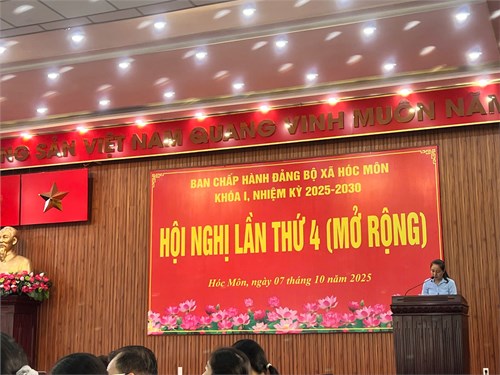 NG SẢN VIỆT NAM QUANG VINH MUÔN NĂM
BAN CHẤP HÀNH ĐẢNG BỘ XÃ HÓC MÔN
KHÓA I, NHIỆM KỲ 2025-2030
HỘI NGHỊ LẦN THỨ 4 (MỞ RỘNG)
Hóc Môn, ngày 07 tháng 10 năm 2025